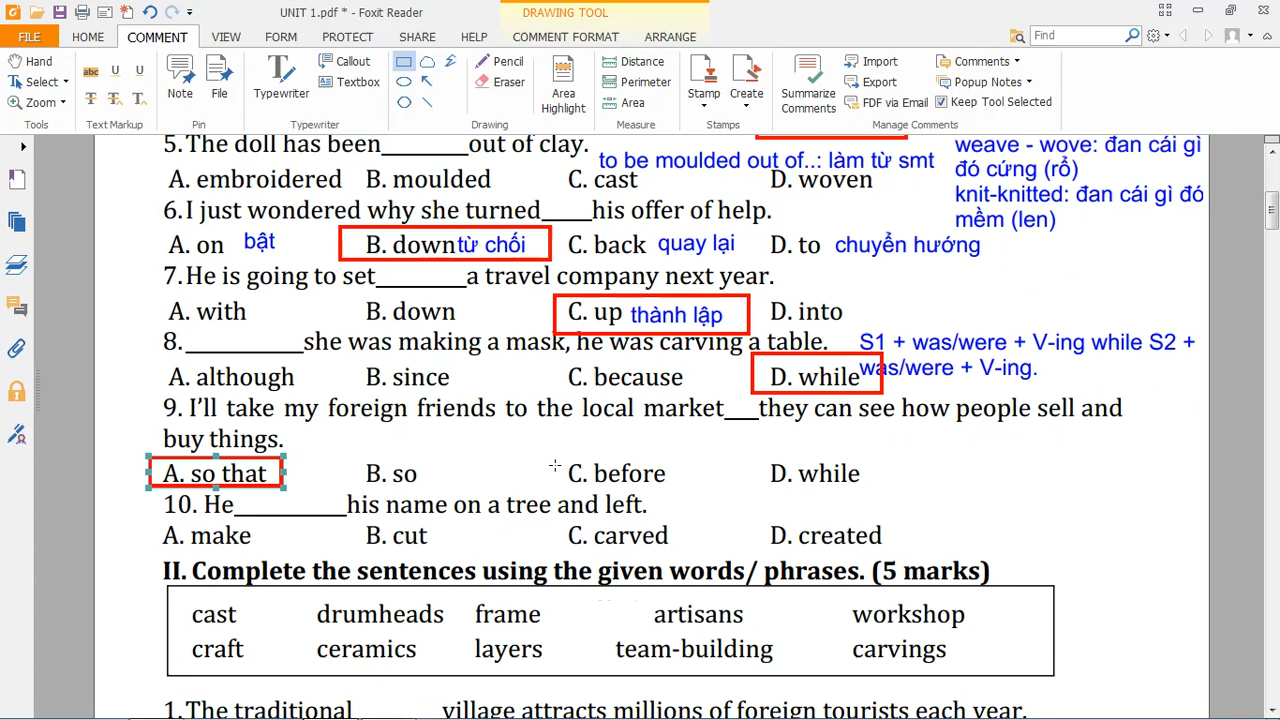 UNIT 1.pdf * - Foxit Reader
DRAWING TOOL
FILE HOME COMMENT VIEW FORM PROTECT SHARE HELP COMMENT FORMAT ARRANGE
Find
Hand
Select
Zoom
Tools
abc U U
T T T
Text Markup
Note
File
Pin
Typewriter
Callout
Textbox
Typewriter
Pencil
Eraser
Drawing
Area Highlight
Distance
Perimeter
Area
Measure
Stamp
Create
Stamps
Summarize Comments
Import
Export
FDF via Email
Comments
Popup Notes
Keep Tool Selected
Manage Comments
5.The doll has been_______out of clay.
to be moulded out of..: làm từ smt
weave - wove: đan cái gì
đó cứng (rổ)
knit-knitted: đan cái gì đó
mềm (len)
A. embroidered B. moulded C. cast D. woven
6.I just wondered why she turned____his offer of help.
A. on bật B. down từ chối C. back quay lại D. to chuyển hướng
7.He is going to set_______a travel company next year.
A. with B. down C. up thành lập D. into
8.__________she was making a mask, he was carving a table.
S1 + was/were + V-ing while S2 +
was/were + V-ing.
A. although B. since C. because D. while
9. I’ll take my foreign friends to the local market___they can see how people sell and
buy things.
A. so that B. so C. before D. while
10. He_________his name on a tree and left.
A. make B. cut C. carved D. created
II. Complete the sentences using the given words/ phrases. (5 marks)
cast drumheads frame artisans workshop
craft ceramics layers team-building carvings
1.The traditional______ village attracts millions of foreign tourists each year.